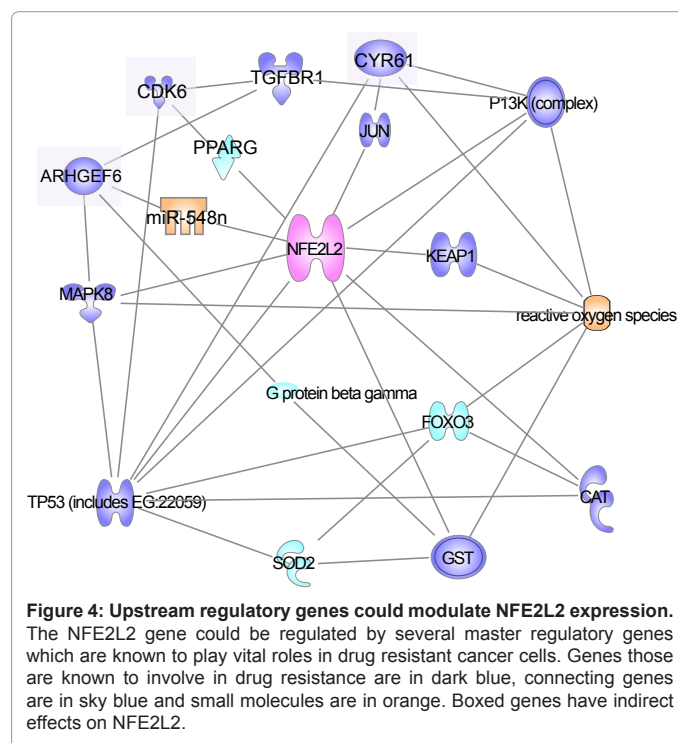 CYR61
TGFBR1
CDK6
P13K (complex)
JUN
PPARG
ARHGEF6
miR-548n
NFE2L2
KEAP1
MAPK8
reactive oxygen species
G protein beta gamma
FOXO3
TP53 (includes EG:22059)
CAT
SOD2
GST
Figure 4: Upstream regulatory genes could modulate NFE2L2 expression.
The NFE2L2 gene could be regulated by several master regulatory genes
which are known to play vital roles in drug resistant cancer cells. Genes those
are known to involve in drug resistance are in dark blue, connecting genes
are in sky blue and small molecules are in orange. Boxed genes have indirect
effects on NFE2L2.